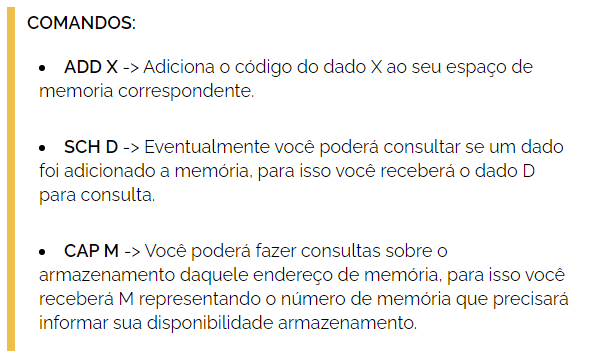 COMANDOS:
• ADD X -> Adiciona o código do dado X ao seu espaço de
memoria correspondente.
• SCH D -> Eventualmente você poderá consultar se um dado
foi adicionado a memória, para isso você receberá o dado D
para consulta.
• CAP M -> Você poderá fazer consultas sobre o
armazenamento daquele endereço de memória, para isso você
receberá M representando o número de memória que precisará
informar sua disponibilidade armazenamento.